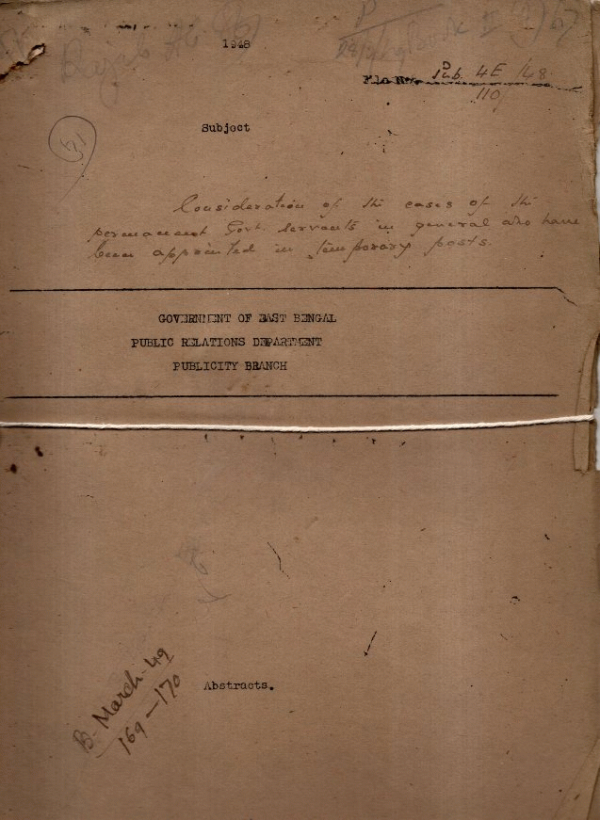 1948
File No. Pub. 4E/48
110
51
Subject
Consideration of the cases of the
permanent Govt. servants in general who have
been appointed in temporary posts.
GOVERNMENT OF EAST BENGAL
PUBLIC RELATIONS DEPARTMENT
PUBLICITY BRANCH
Abstracts.
B- March-49
169-170